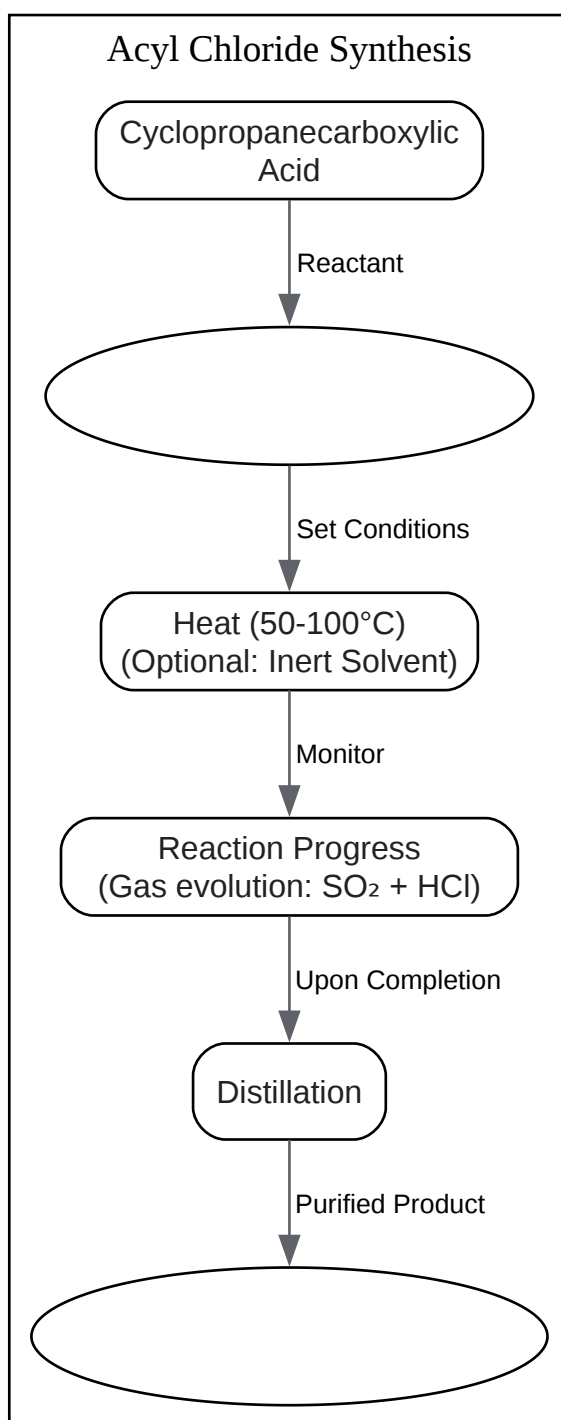 Acyl Chloride Synthesis
Cyclopropanecarboxylic
Acid
Reactant
Set Conditions
Heat (50-100°C)
(Optional: Inert Solvent)
Monitor
Reaction Progress
(Gas evolution: SO₂ + HCl)
Upon Completion
Distillation
Purified Product